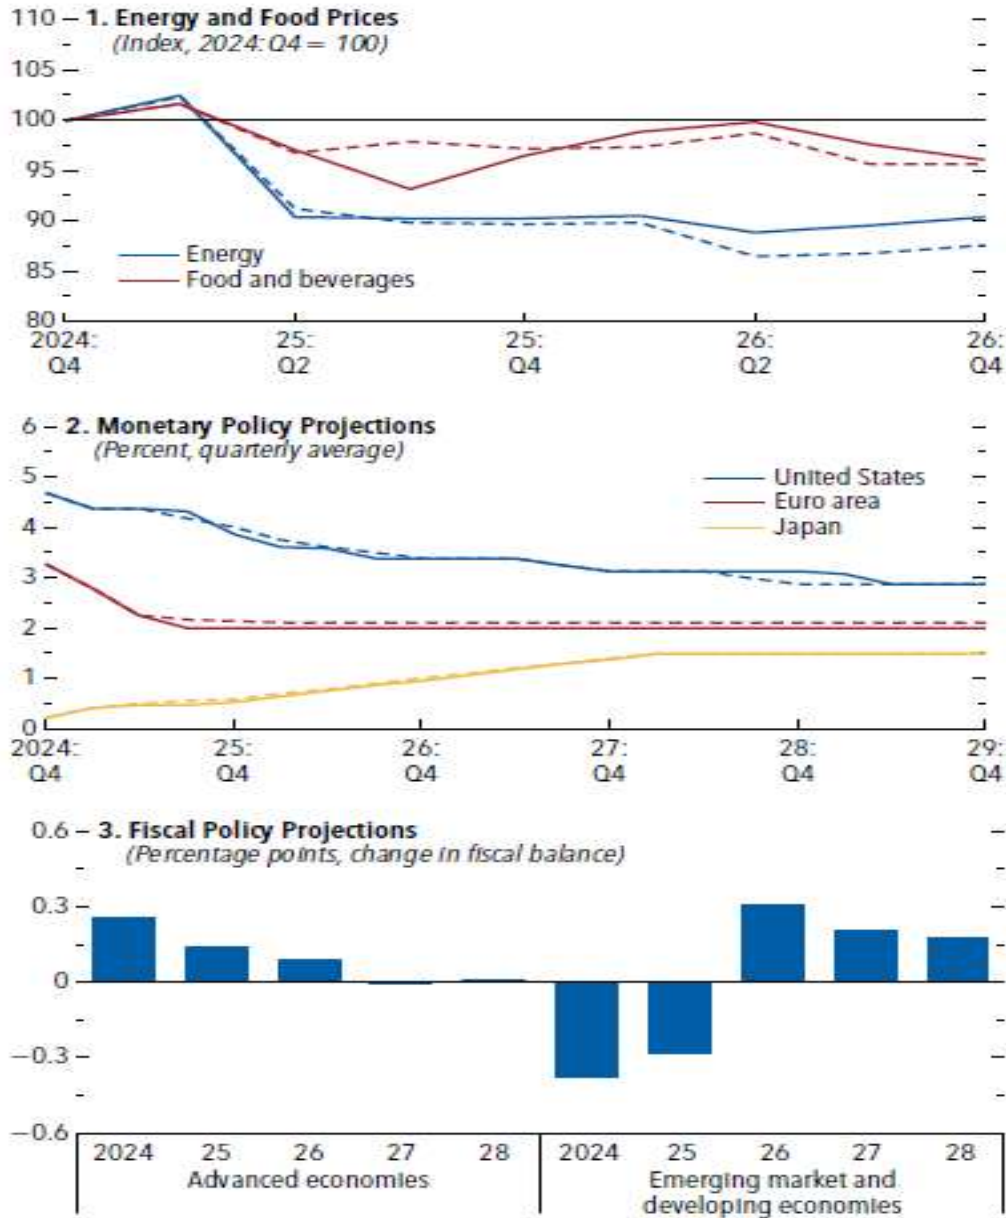 1. Energy and Food Prices
(Index, 2024:Q4 = 100)
110
105
100
95
90
85
80
Energy
Food and beverages
2024: 25: 25: 26: 26:
Q4 Q2 Q4 Q2 Q4
2. Monetary Policy Projections
(Percent, quarterly average)
6
5
4
3
2
1
0
United States
Euro area
Japan
2024: 25: 26: 27: 28: 29:
Q4 Q4 Q4 Q4 Q4 Q4
3. Fiscal Policy Projections
(Percentage points, change in fiscal balance)
0.6
0.3
0
−0.3
−0.6
2024 25 26 27 28 2024 25 26 27 28
Advanced economies
Emerging market and
developing economies